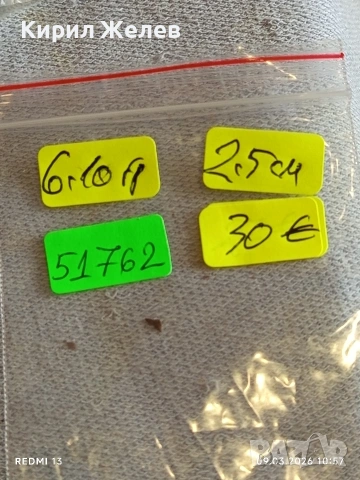 Кирил Желев
6.10 гр
2.5 см
51762
30 €
REDMI 13
09.03.2026 10:57